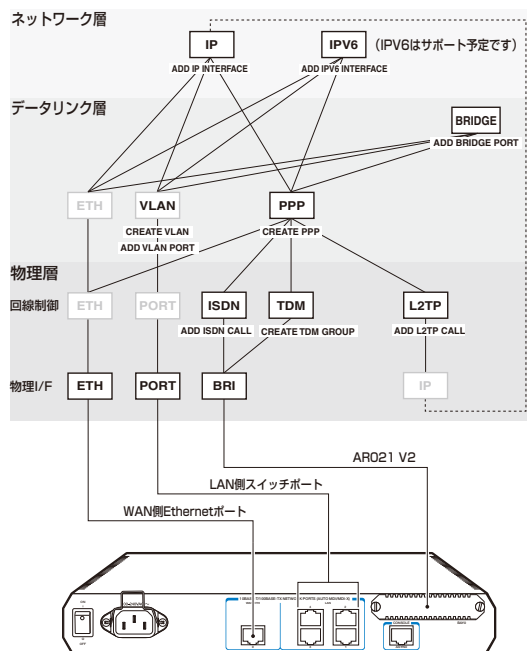 ネットワーク層
IP
IPV6
(IPV6はサポート予定です)
ADD IP INTERFACE
ADD IPV6 INTERFACE
データリンク層
BRIDGE
ADD BRIDGE PORT
ETH
VLAN
PPP
CREATE VLAN
ADD VLAN PORT
CREATE PPP
物理層
回線制御
ETH
PORT
ISDN
TDM
L2TP
ADD ISDN CALL
CREATE TDM GROUP
ADD L2TP CALL
物理I/F
ETH
PORT
BRI
IP
AR021 V2
LAN側スイッチポート
WAN側Ethernetポート
CONSOLE
BAY0
OFF